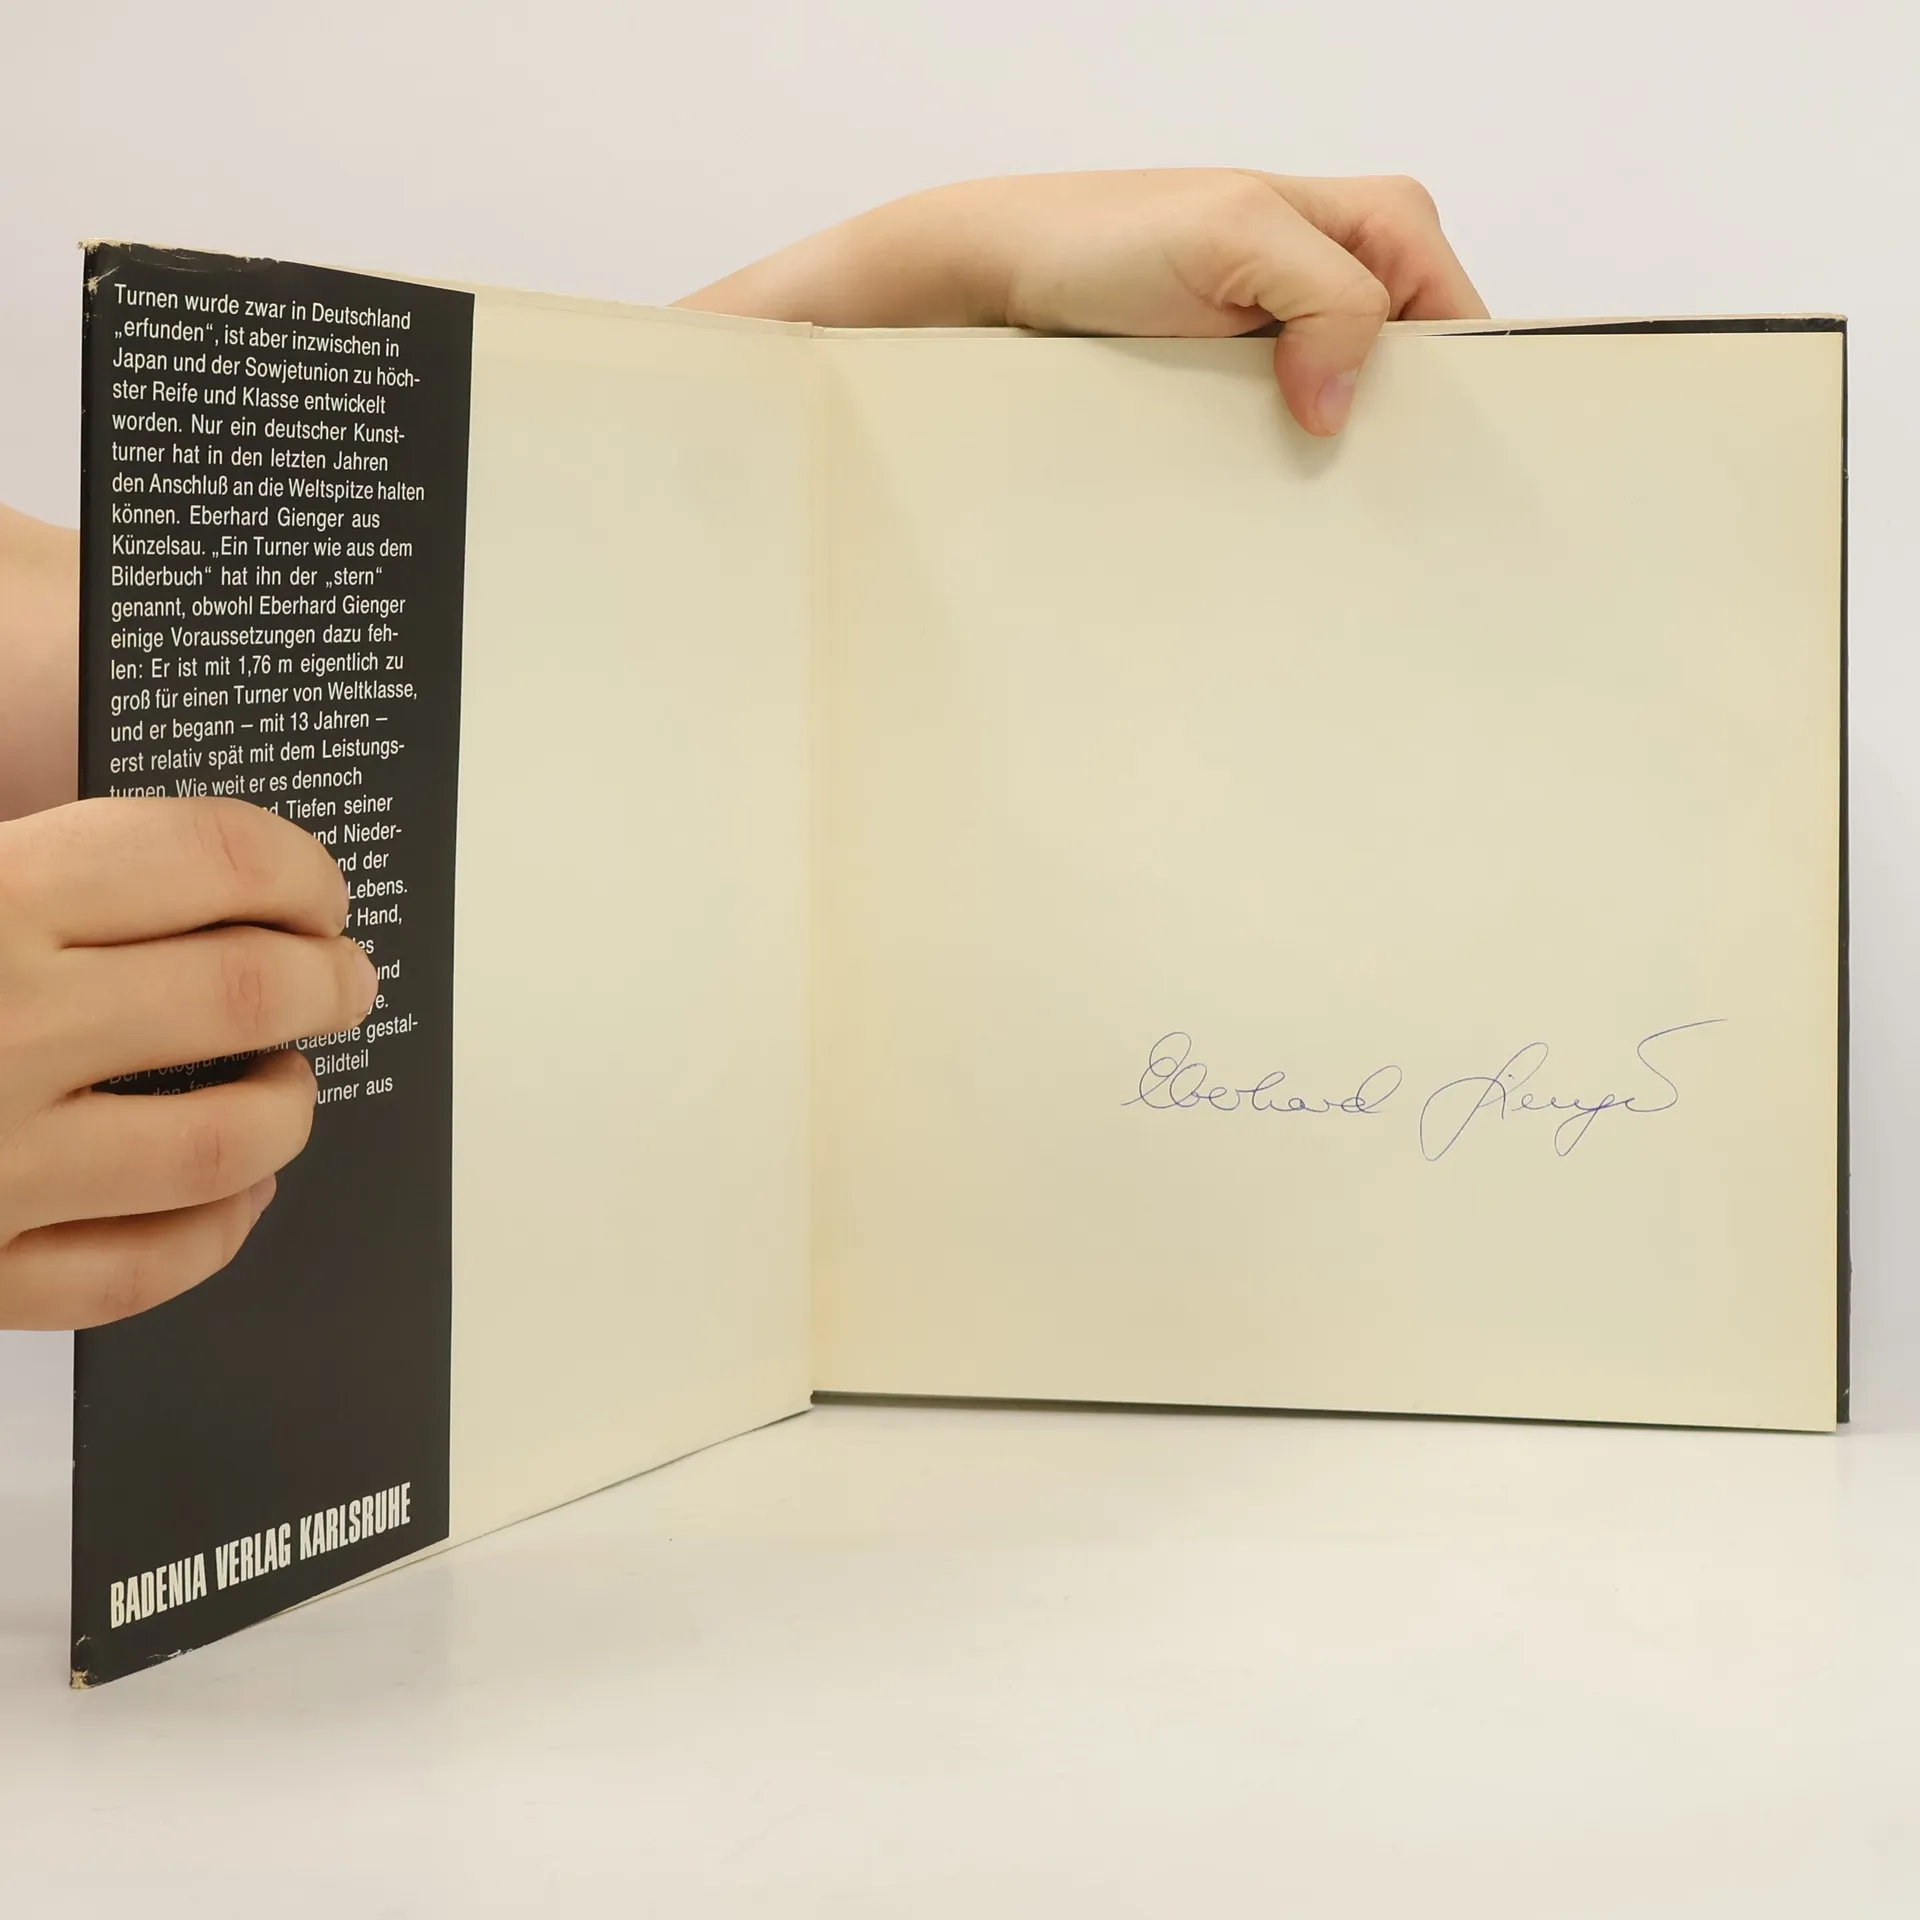 Turnen wurde zwar in Deutschland
„erfunden“, ist aber inzwischen in
Japan und der Sowjetunion zu höch-
ster Reife und Klasse entwickelt
worden. Nur ein deutscher Kunst-
turner hat in den letzten Jahren
den Anschluß an die Weltspitze halten
können. Eberhard Gienger aus
Künzelsau. „Ein Turner wie aus dem
Bilderbuch“ hat ihn der „stern“
genannt, obwohl Eberhard Gienger
einige Voraussetzungen dazu feh-
len: Er ist mit 1,76 m eigentlich zu
groß für einen Turner von Weltklasse,
und er begann – mit 13 Jahren –
erst relativ spät mit dem Leistungs-
turnen. Wie weit er es dennoch
Tiefen seiner
und Nieder-
der
Lebens.
Hand,
und
Der Fotograf Gaebele gestal-
Bildteil
aus
BADENIA VERLAG KARLSRUHE
Eberhard Gienger